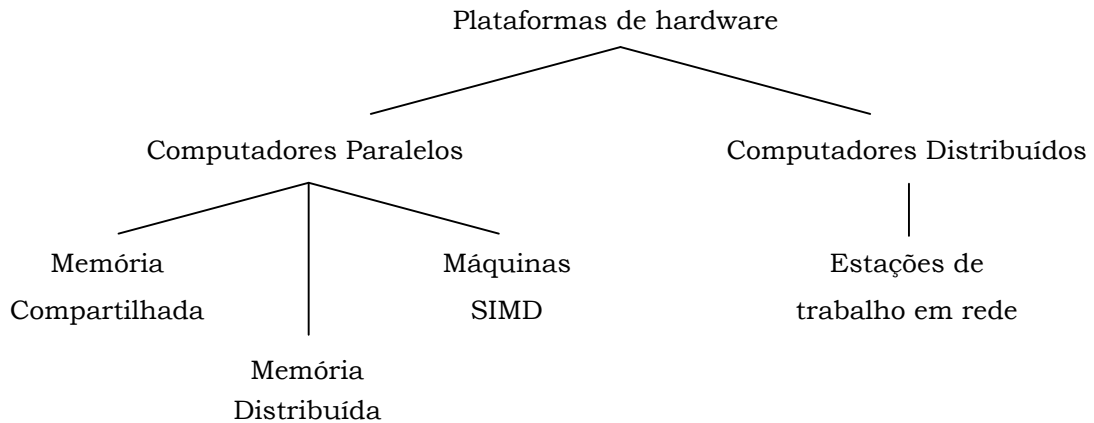 Plataformas de hardware
Computadores Paralelos
Computadores Distribuídos
Memória
Compartilhada
Máquinas
SIMD
Estações de
trabalho em rede
Memória
Distribuída